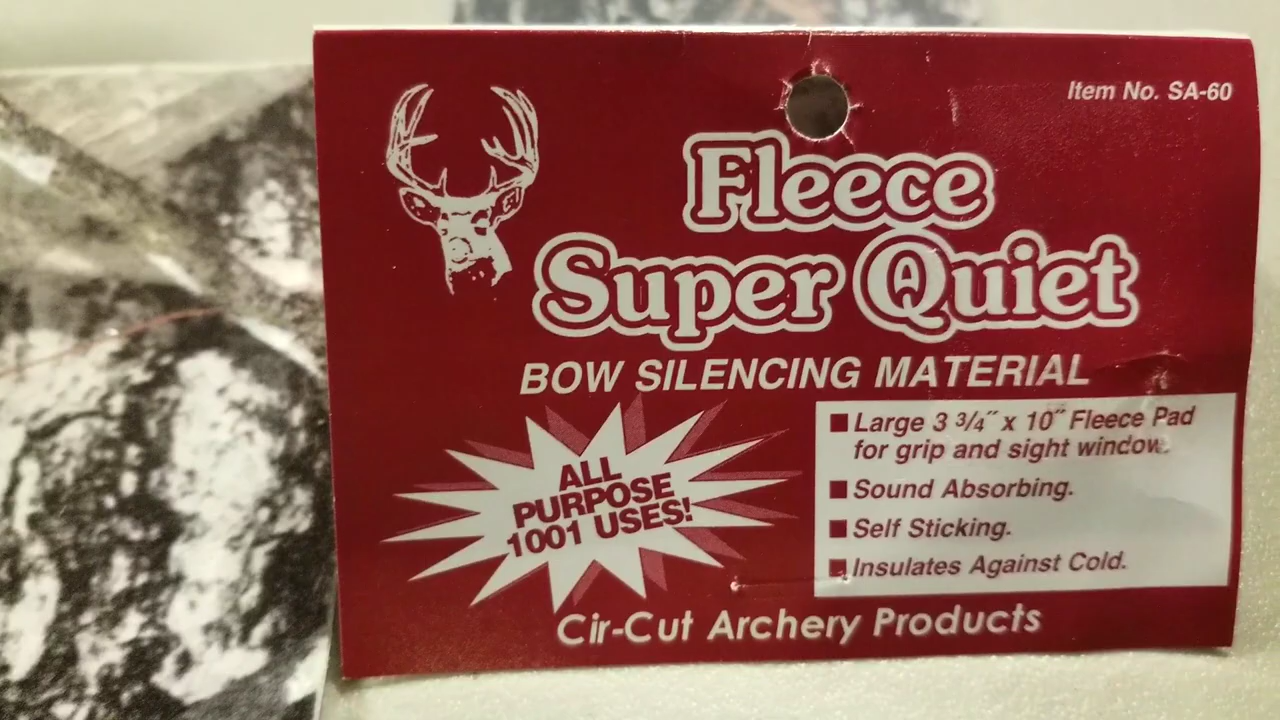 Item No. SA-60
Fleece
Super Quiet
BOW SILENCING MATERIAL
ALL
PURPOSE
1001 USES!
■ Large 3 3/4″ x 10″ Fleece Pad
for grip and sight window.
■ Sound Absorbing.
■ Self Sticking.
■ Insulates Against Cold.
Cir-Cut Archery Products